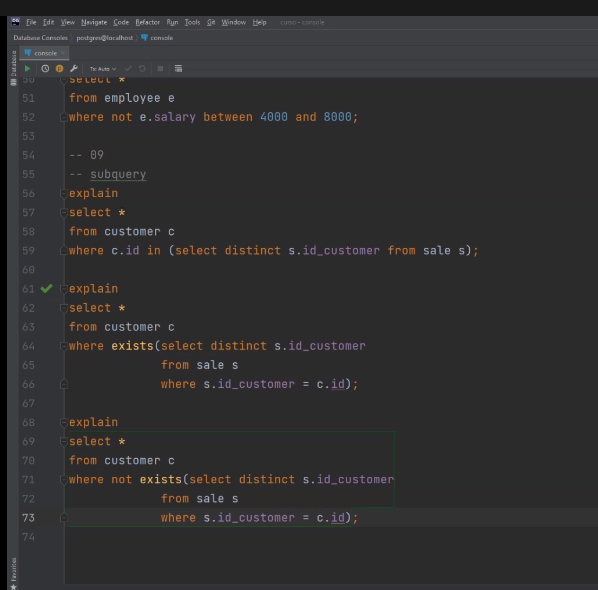 File Edit View Navigate Code Refactor Run Tools Git Window Help curso - console
Database Consoles postgres@localhost console
console
Tx: Auto
Database
50 select *
51 from employee e
52 where not e.salary between 4000 and 8000;
53
54 -- 09
55 -- subquery
56 explain
57 select *
58 from customer c
59 where c.id in (select distinct s.id_customer from sale s);
60
61 explain
62 select *
63 from customer c
64 where exists(select distinct s.id_customer
65 from sale s
66 where s.id_customer = c.id);
67
68 explain
69 select *
70 from customer c
71 where not exists(select distinct s.id_customer
72 from sale s
73 where s.id_customer = c.id);
74
Favorites